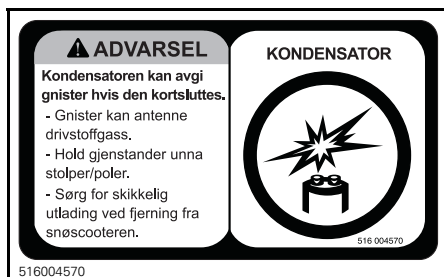 ADVARSEL
Kondensatoren kan avgi
gnister hvis den kortsluttes.
- Gnister kan antenne
drivstoffgass.
- Hold gjenstander unna
stolper/poler.
- Sørg for skikkelig
utlading ved fjerning fra
snøscooteren.
KONDENSATOR
516 004570
516004570